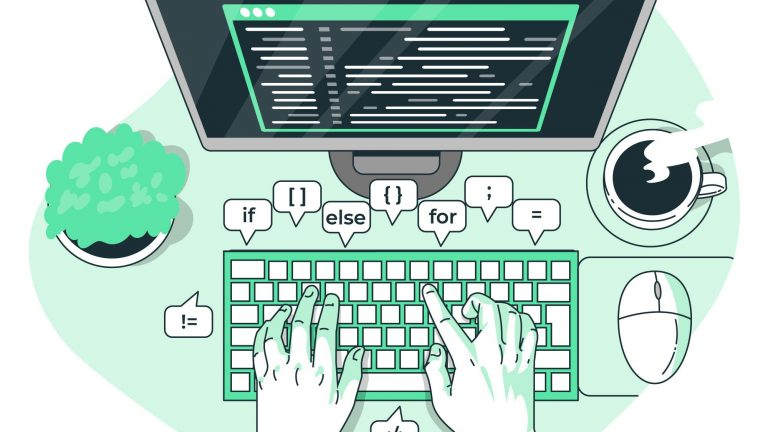 [ ]
{ }
;
if
else
for
=
!=